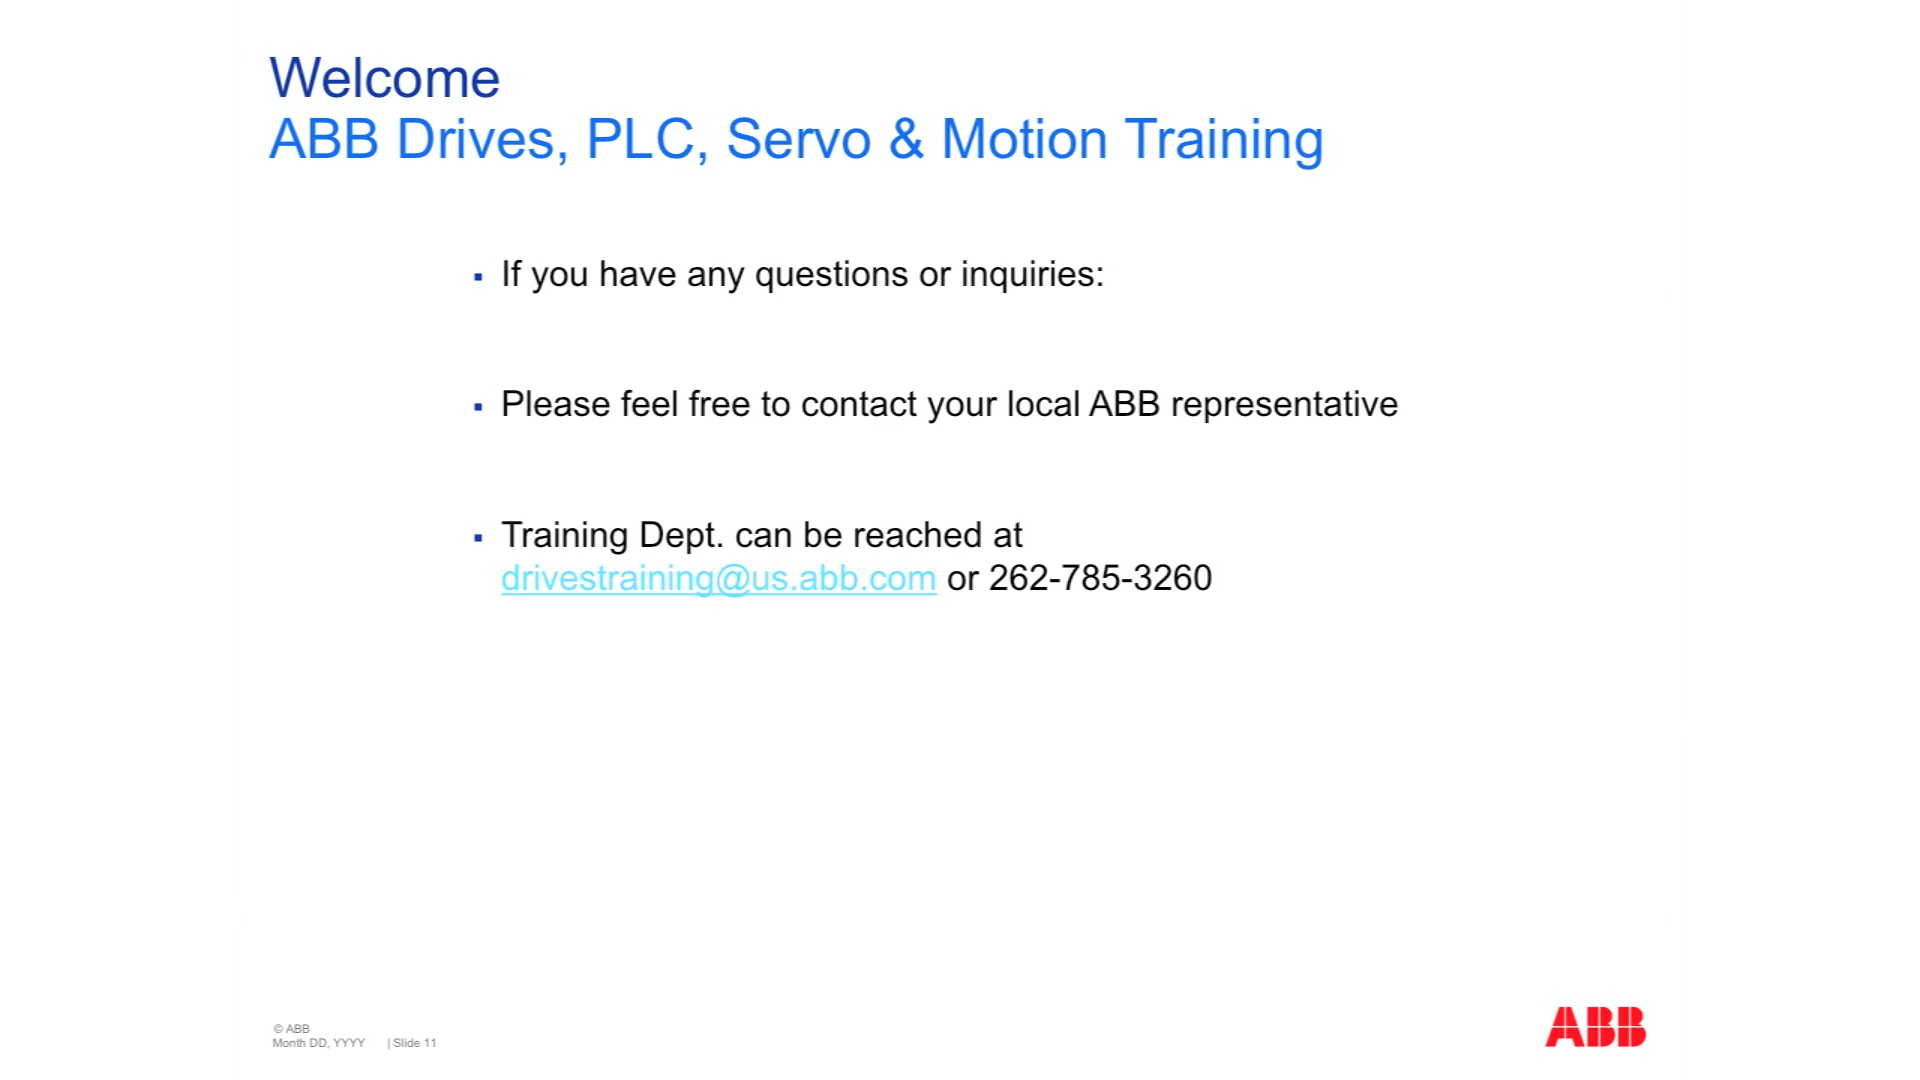 Welcome
ABB Drives, PLC, Servo & Motion Training
▪ If you have any questions or inquiries:
▪ Please feel free to contact your local ABB representative
▪ Training Dept. can be reached at
drivestraining@us.abb.com or 262-785-3260
© ABB
Month DD, YYYY | Slide 11
ABB